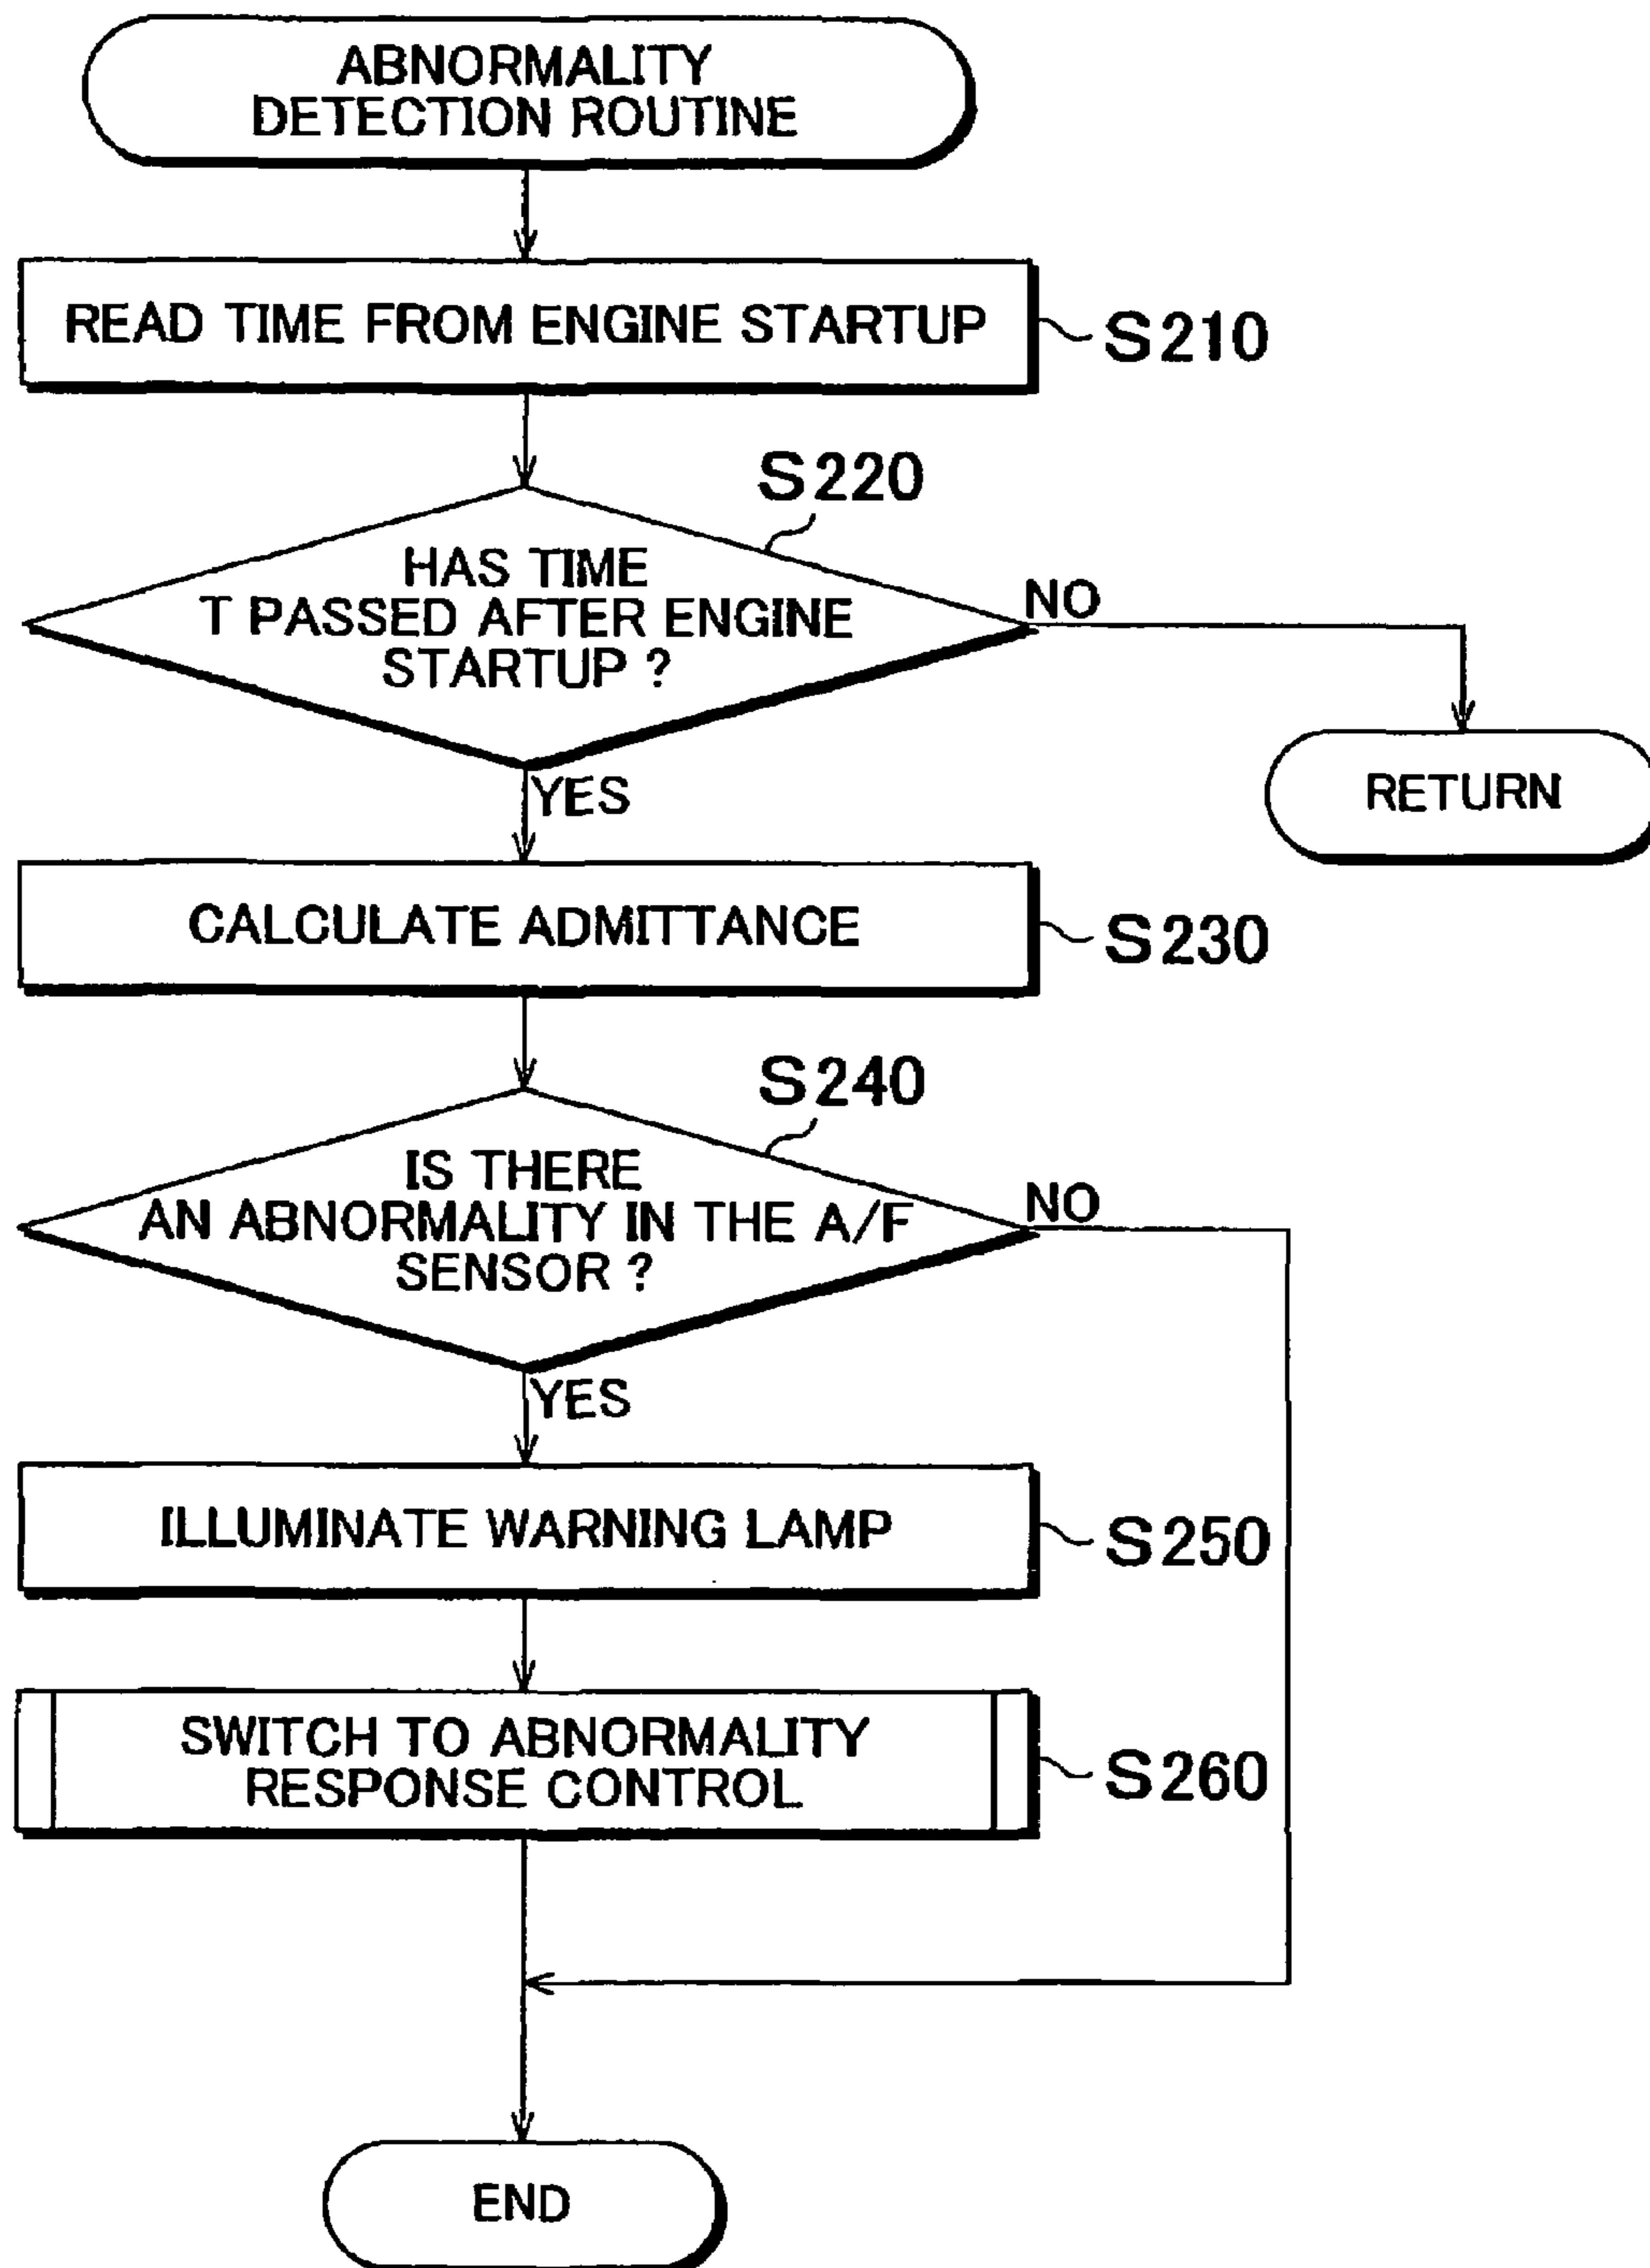 ABNORMALITY
DETECTION ROUTINE
READ TIME FROM ENGINE STARTUP
S210
S220
HAS TIME
T PASSED AFTER ENGINE
STARTUP ?
NO
RETURN
YES
CALCULATE ADMITTANCE
S230
S240
IS THERE
AN ABNORMALITY IN THE A/F
SENSOR ?
NO
YES
ILLUMINATE WARNING LAMP
S250
SWITCH TO ABNORMALITY
RESPONSE CONTROL
S260
END